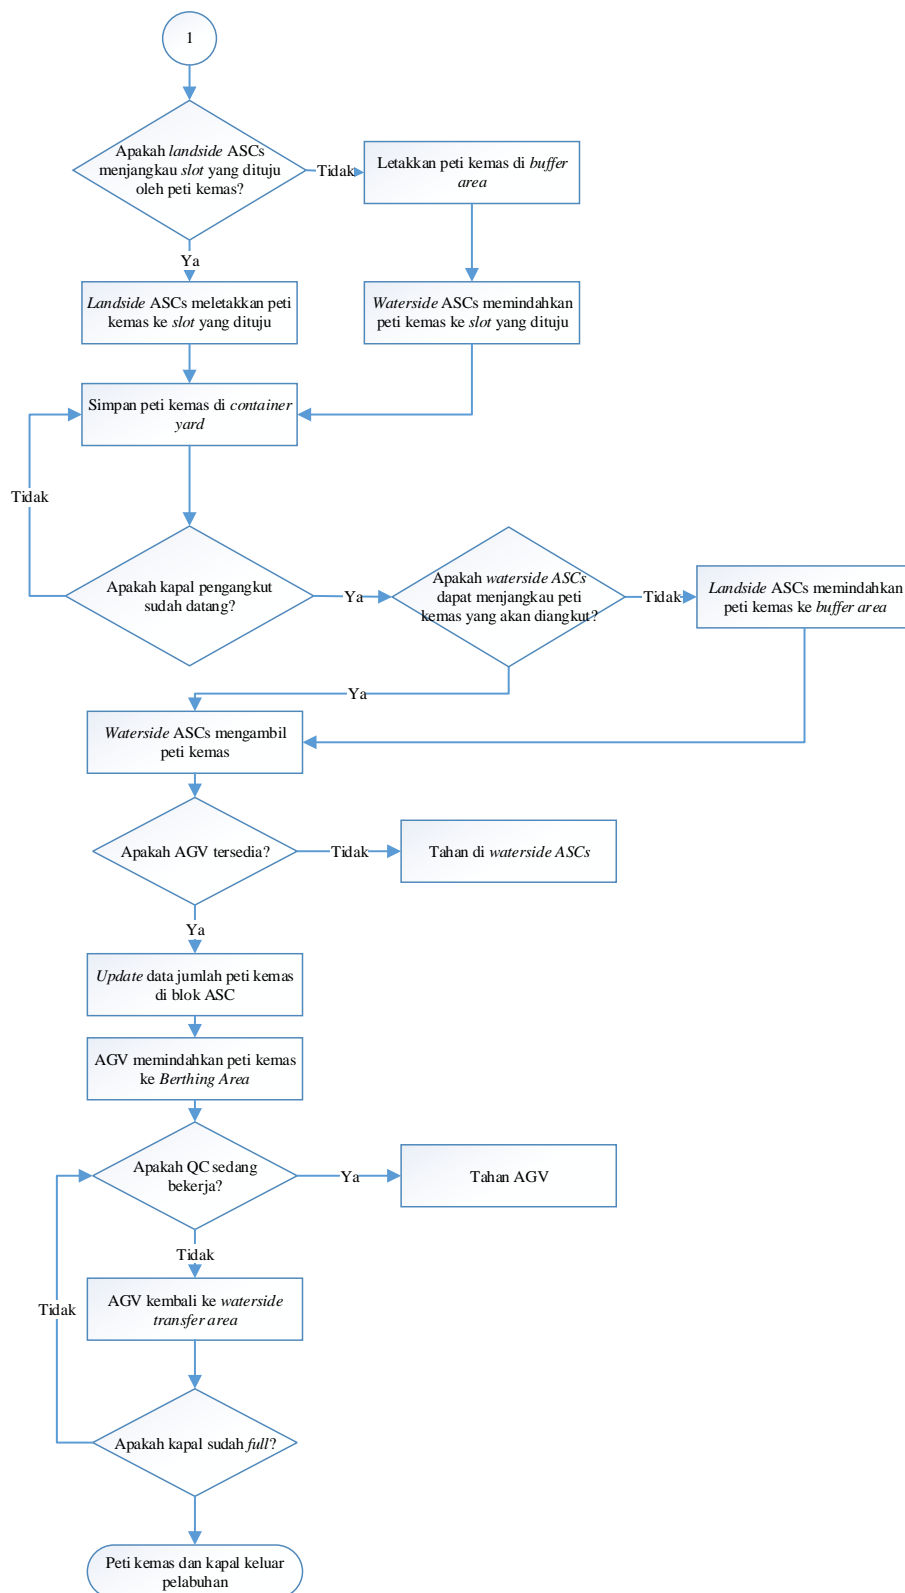 1
Apakah landside ASCs
menjangkau slot yang dituju
oleh peti kemas?
Tidak
Letakkan peti kemas di buffer
area
Ya
Landside ASCs meletakkan peti
kemas ke slot yang dituju
Waterside ASCs memindahkan
peti kemas ke slot yang dituju
Simpan peti kemas di container
yard
Tidak
Apakah kapal pengangkut
sudah datang?
Ya
Apakah waterside ASCs
dapat menjangkau peti
kemas yang akan diangkut?
Tidak
Landside ASCs memindahkan
peti kemas ke buffer area
Ya
Waterside ASCs mengambil
peti kemas
Apakah AGV tersedia?
Tidak
Tahan di waterside ASCs
Ya
Update data jumlah peti kemas
di blok ASC
AGV memindahkan peti kemas
ke Berthing Area
Apakah QC sedang
bekerja?
Ya
Tahan AGV
Tidak
AGV kembali ke waterside
transfer area
Tidak
Apakah kapal sudah full?
Peti kemas dan kapal keluar
pelabuhan